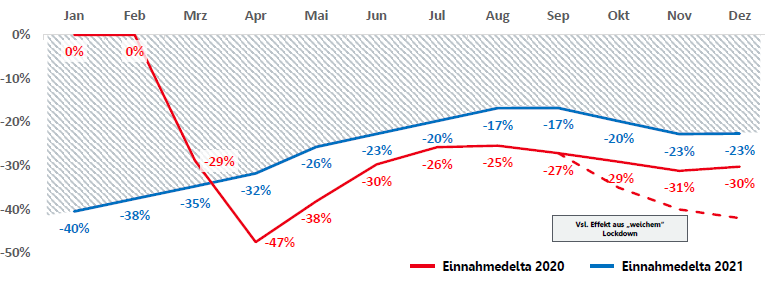 Jan Feb Mrz Apr Mai Jun Jul Aug Sep Okt Nov Dez
0%
-10%
-20%
-30%
-40%
-50%
0% 0% -29% -47% -38% -30% -26% -25% -27% -29% -31% -30%
-40% -38% -35% -32% -26% -23% -20% -17% -17% -20% -23% -23%
Vsl. Effekt aus „weichem“
Lockdown
Einnahmedelta 2020 Einnahmedelta 2021